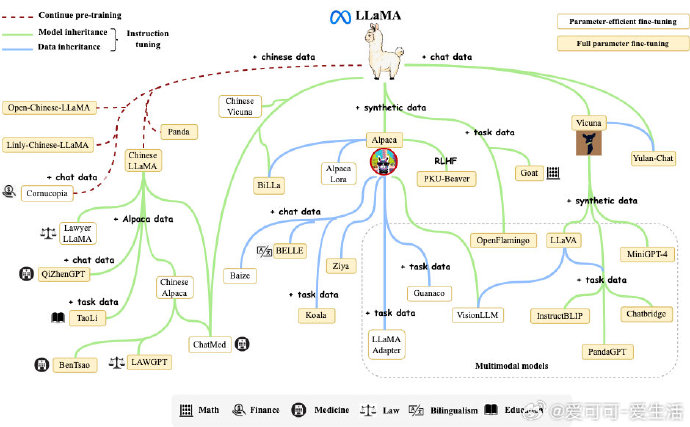 Continue pre-training
Model inheritance
Data inheritance
Instruction
tuning
LLaMA
Parameter-efficient fine-tuning
Full parameter fine-tuning
+ chinese data
+ chat data
+ synthetic data
Open-Chinese-LLaMA
Linly-Chinese-LLaMA
Panda
Chinese
Vicuna
Chinese
LLaMA
+ chat data
Cornucopia
Lawyer
LLaMA
+ Alpaca data
+ chat data
QiZhenGPT
+ task data
TaoLi
Chinese
Alpaca
BenTsao
LAWGPT
ChatMed
Alpaca
BiLLa
Alpaca
Lora
RLHF
PKU-Beaver
+ task data
Goat
Vicuna
Yulan-Chat
+ chat data
Baize
BELLE
Ziya
Koala
OpenFlamingo
+ synthetic data
LLaVA
MiniGPT-4
+ task data
Guanaco
VisionLLM
+ task data
InstructBLIP
Chatbridge
+ task data
LLaMA
Adapter
PandaGPT
Multimodal models
Math
Finance
Medicine
Law
Bilingualism
Education
@爱可可-爱生活